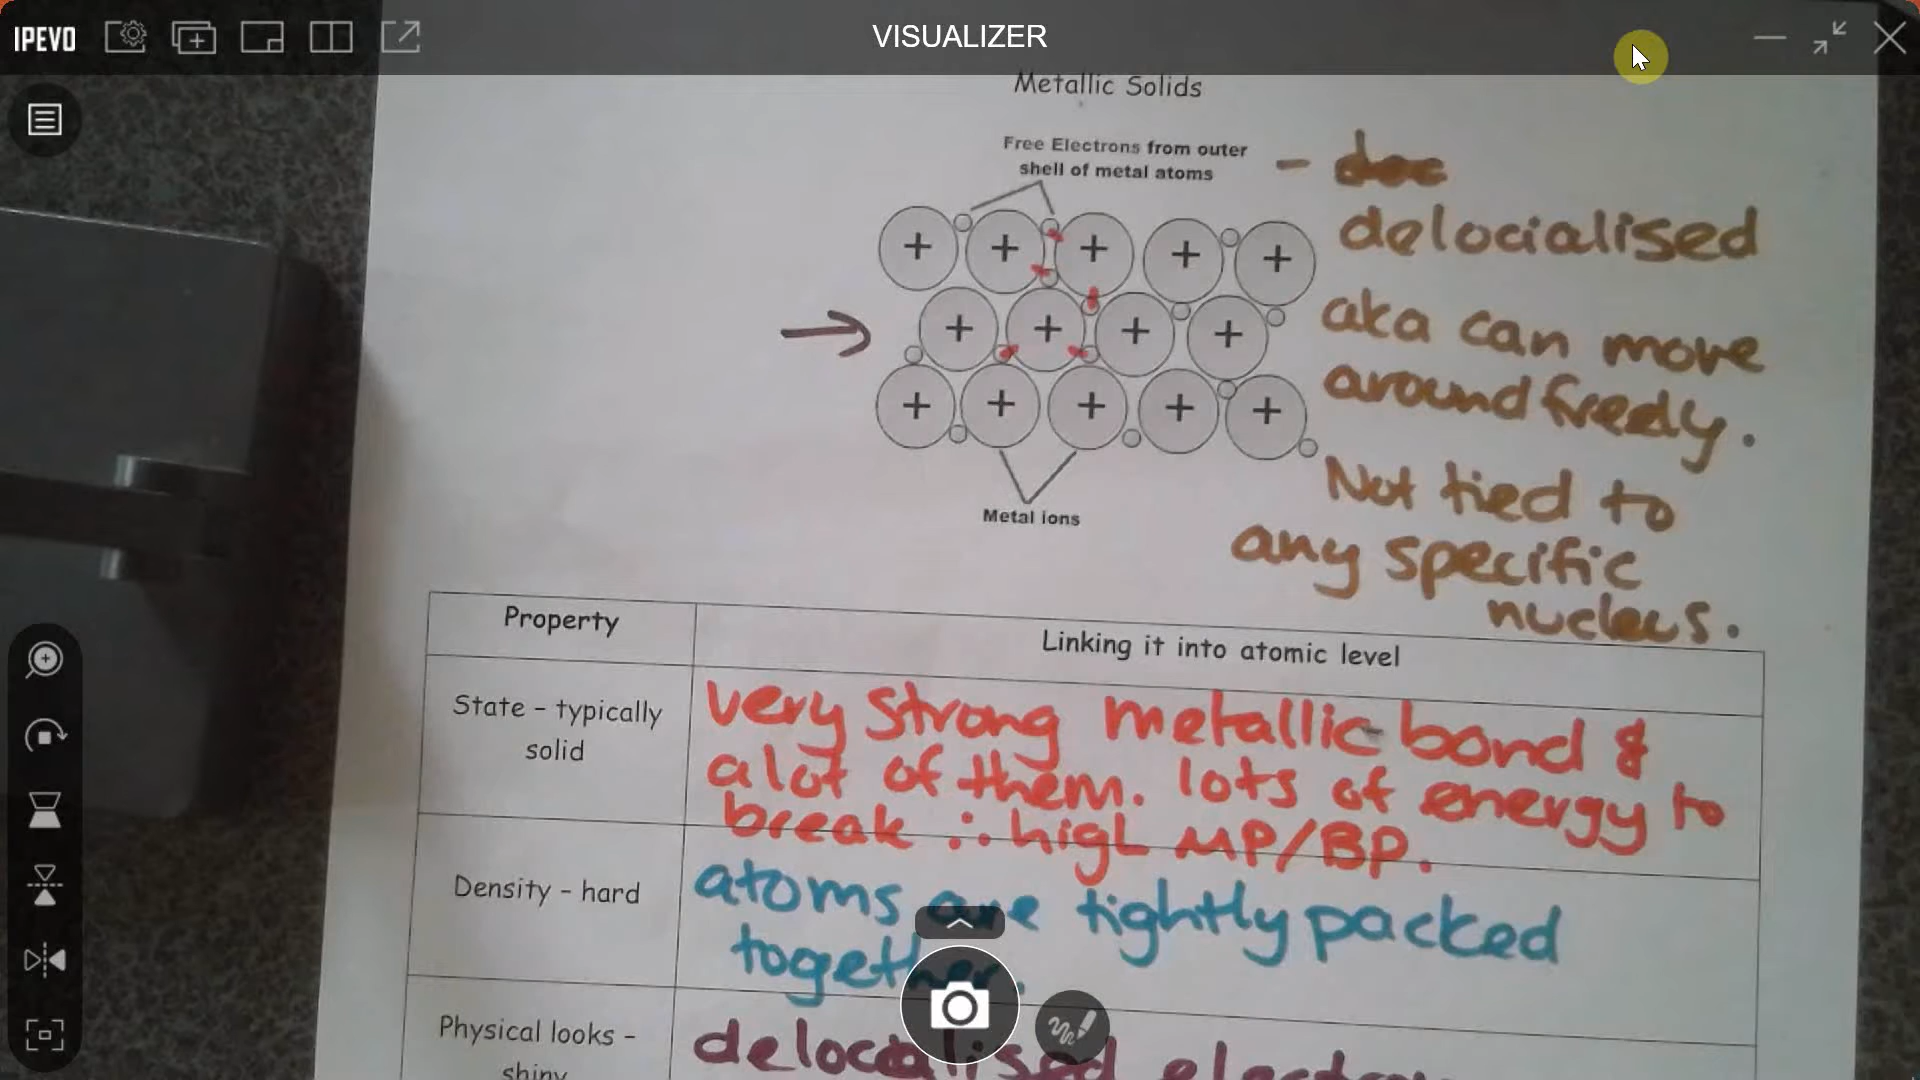 IPEVO
VISUALIZER
Metallic Solids
Free Electrons from outer
shell of metal atoms
-
delocialised
aka can move
around freely.
Not tied to
any specific
nucleus.
+ + + + +
+ + + +
+ + + + +
Metal ions
Property
Linking it into atomic level
State - typically
solid
very strong metallic bond &
a lot of them. lots of energy to
break ∴ high MP/BP.
Density - hard
atoms are tightly packed
together.
Physical looks -
shiny
delocialised